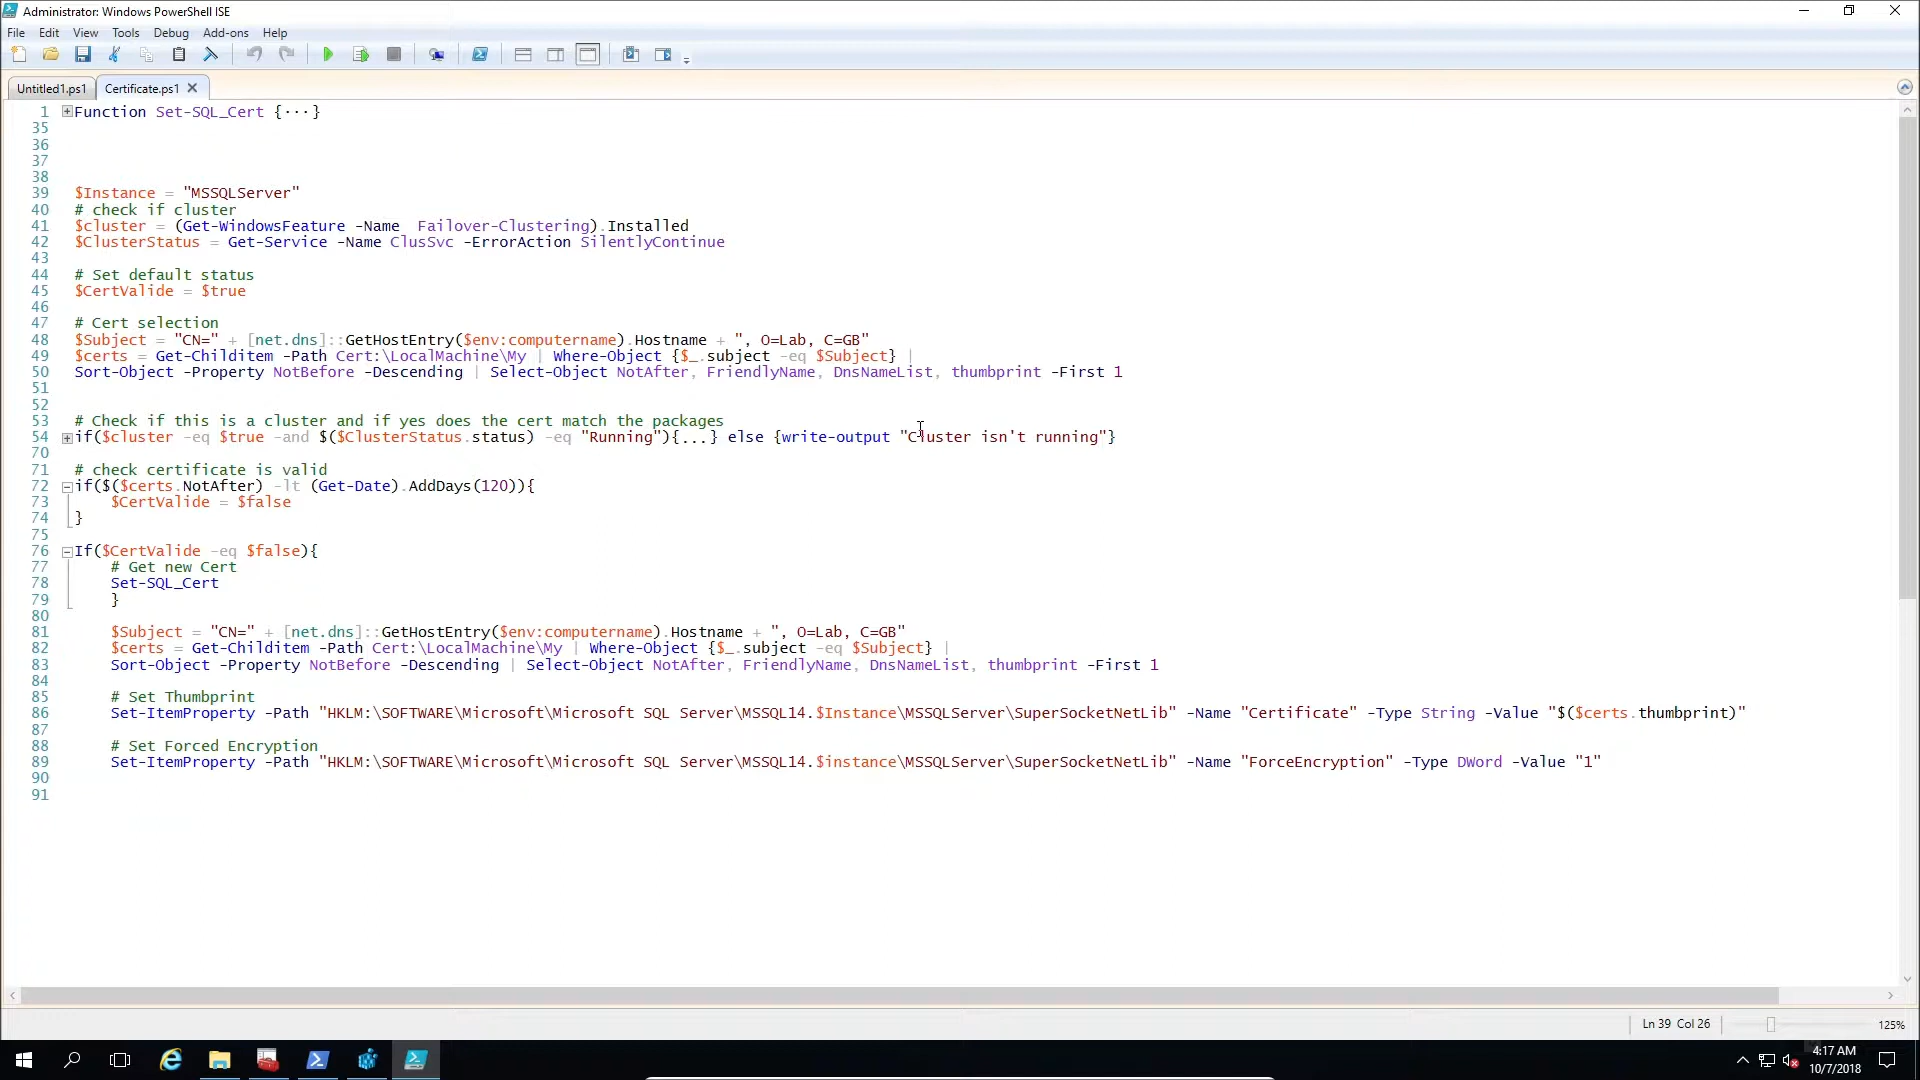 Administrator: Windows PowerShell ISE
File Edit View Tools Debug Add-ons Help
Untitled1.ps1 Certificate.ps1
1 Function Set-SQL_Cert {...}
35
36
37
38
39 $Instance = "MSSQLServer"
40 # check if cluster
41 $cluster = (Get-WindowsFeature -Name  Failover-Clustering).Installed
42 $ClusterStatus = Get-Service -Name ClusSvc -ErrorAction SilentlyContinue
43
44 # Set default status
45 $CertValide = $true
46
47 # Cert selection
48 $Subject = "CN=" + [net.dns]::GetHostEntry($env:computername).Hostname + ", O=Lab, C=GB"
49 $certs = Get-Childitem -Path Cert:\LocalMachine\My | Where-Object {$_.subject -eq $Subject} |
50 Sort-Object -Property NotBefore -Descending | Select-Object NotAfter, FriendlyName, DnsNameList, thumbprint -First 1
51
52
53 # Check if this is a cluster and if yes does the cert match the packages
54 if($cluster -eq $true -and $($ClusterStatus.status) -eq "Running"){...} else {write-output "Cluster isn't running"}
70
71 # check certificate is valid
72 if($($certs.NotAfter) -lt (Get-Date).AddDays(120)){
73     $CertValide = $false
74 }
75
76 If($CertValide -eq $false){
77     # Get new Cert
78     Set-SQL_Cert
79     }
80
81     $Subject = "CN=" + [net.dns]::GetHostEntry($env:computername).Hostname + ", O=Lab, C=GB"
82     $certs = Get-Childitem -Path Cert:\LocalMachine\My | Where-Object {$_.subject -eq $Subject} |
83     Sort-Object -Property NotBefore -Descending | Select-Object NotAfter, FriendlyName, DnsNameList, thumbprint -First 1
84
85     # Set Thumbprint
86     Set-ItemProperty -Path "HKLM:\SOFTWARE\Microsoft\Microsoft SQL Server\MSSQL14.$Instance\MSSQLServer\SuperSocketNetLib" -Name "Certificate" -Type String -Value "$($certs.thumbprint)"
87
88     # Set Forced Encryption
89     Set-ItemProperty -Path "HKLM:\SOFTWARE\Microsoft\Microsoft SQL Server\MSSQL14.$instance\MSSQLServer\SuperSocketNetLib" -Name "ForceEncryption" -Type DWord -Value "1"
90
91
Ln 39 Col 26 125%
4:17 AM
10/7/2018